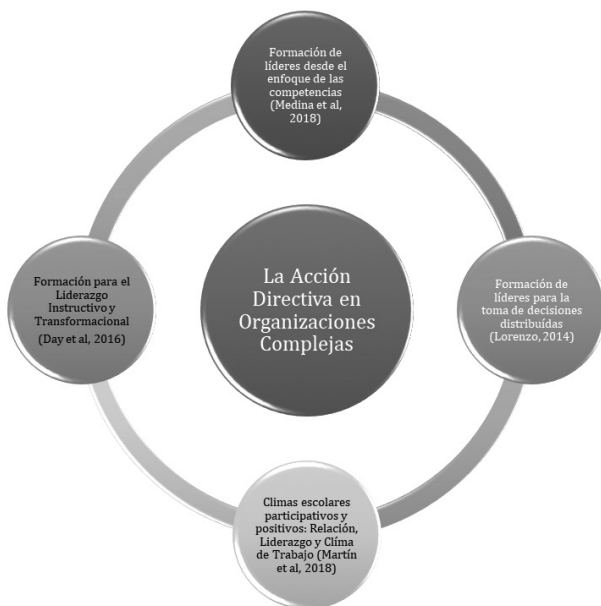 Formación de
líderes desde el
enfoque de las
competencias
(Medina et al,
2018)
Formación para el
Liderazgo
Instructivo y
Transformacional
(Day et al, 2016)
La Acción
Directiva en
Organizaciones
Complejas
Formación de
líderes para la
toma de decisiones
distribuídas
(Lorenzo, 2014)
Climas escolares
participativos y
positivos: Relación,
Liderazgo y Clíma
de Trabajo (Martín
et al, 2018)